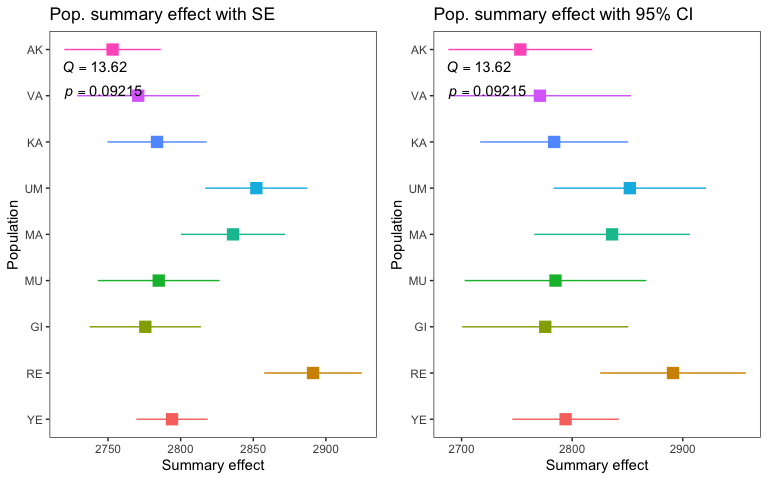 Pop. summary effect with SE
AK
Q = 13.62
p = 0.09215
VA
KA
UM
MA
MU
GI
RE
YE
Population
2750 2800 2850 2900
Summary effect
Pop. summary effect with 95% CI
AK
Q = 13.62
p = 0.09215
VA
KA
UM
MA
MU
GI
RE
YE
Population
2700 2800 2900
Summary effect